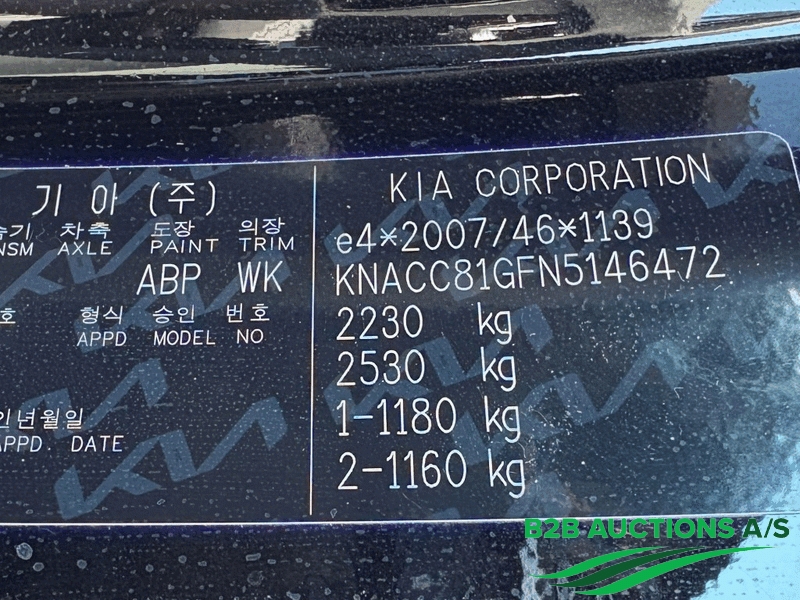 기 아 (주)
기 차축 도장 의장
NSM AXLE PAINT TRIM
ABP WK
호 형식 승인 번호
APPD MODEL NO
인년월일
APPD. DATE
KIA CORPORATION
e4*2007/46*1139
KNACC81GFN5146472
2230 kg
2530 kg
1-1180 kg
2-1160 kg
B2B AUCTIONS A/S